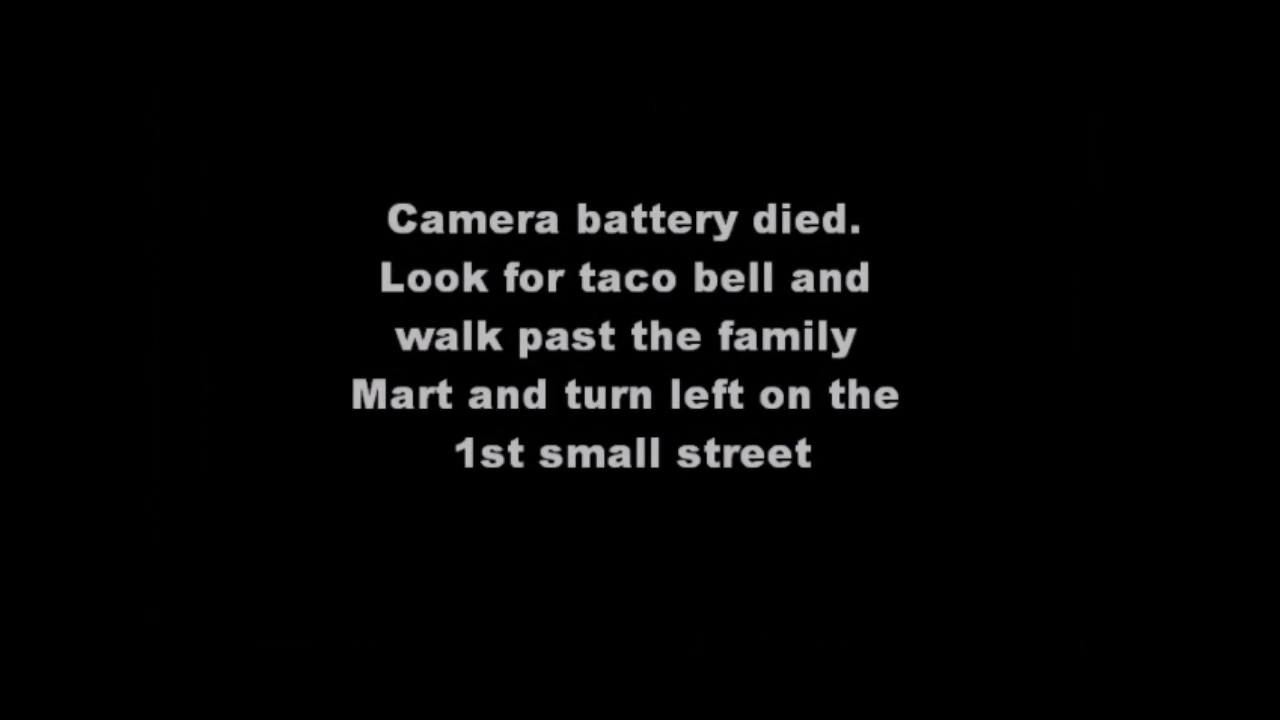 Camera battery died.
Look for taco bell and
walk past the family
Mart and turn left on the
1st small street